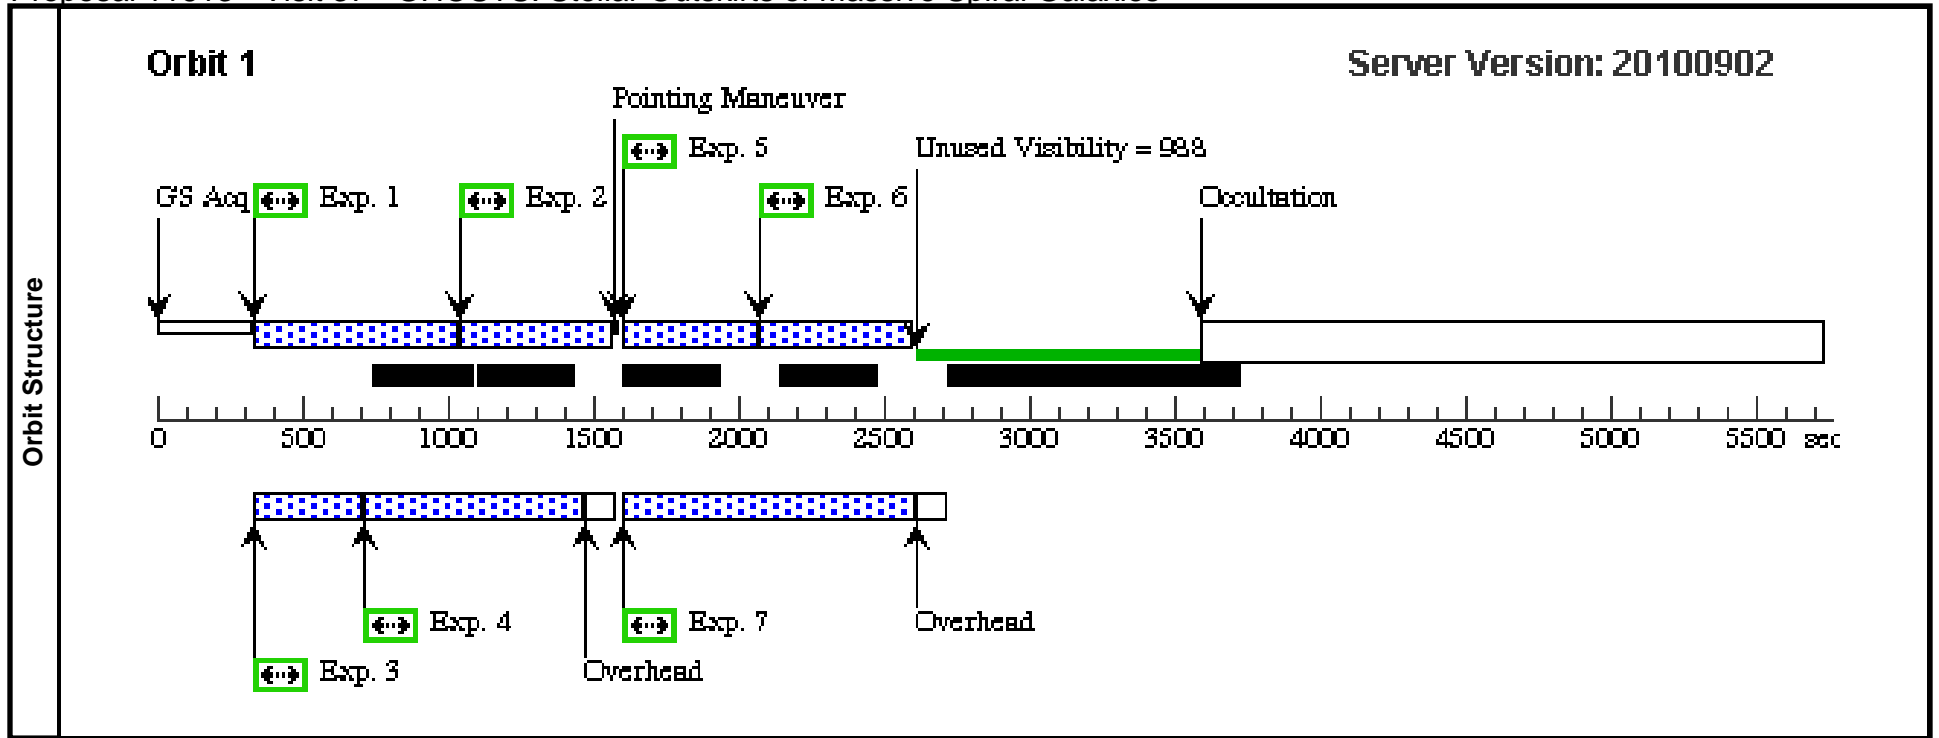 Orbit 1
Server Version: 20100902
Pointing Maneuver
Exp. 5
Unused Visibility = 988
GS Acq
Exp. 1
Exp. 2
Exp. 6
Occultation
Orbit Structure
0 500 1000 1500 2000 2500 3000 3500 4000 4500 5000 5500 sec
Exp. 4
Exp. 7
Overhead
Exp. 3
Overhead